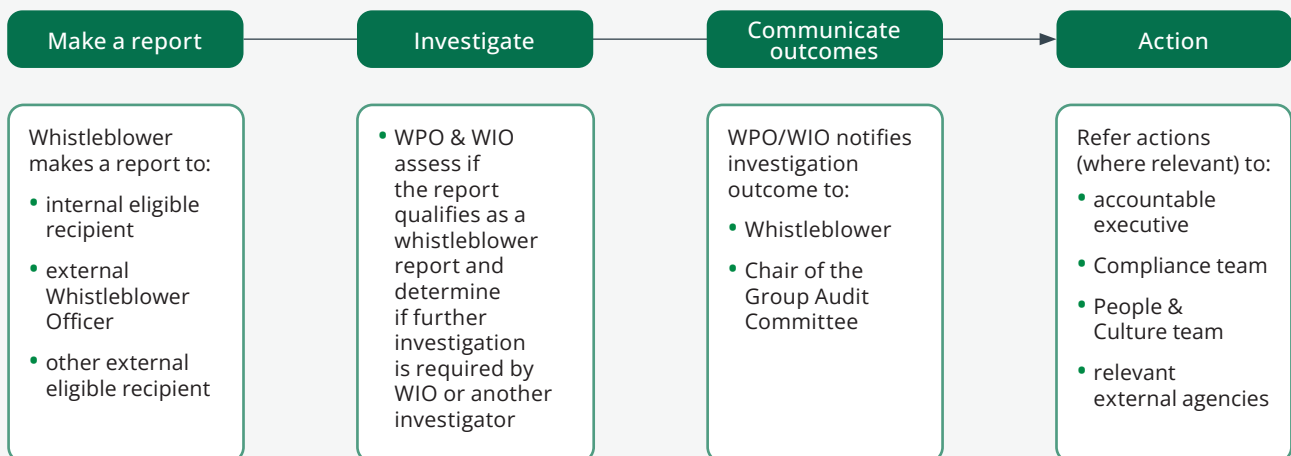 Make a report
Investigate
Communicate
outcomes
Action
Whistleblower
makes a report to:
• internal eligible
recipient
• external
Whistleblower
Officer
• other external
eligible recipient
• WPO & WIO
assess if
the report
qualifies as a
whistleblower
report and
determine
if further
investigation
is required by
WIO or another
investigator
WPO/WIO notifies
investigation
outcome to:
• Whistleblower
• Chair of the
Group Audit
Committee
Refer actions
(where relevant) to:
• accountable
executive
• Compliance team
• People &
Culture team
• relevant
external agencies